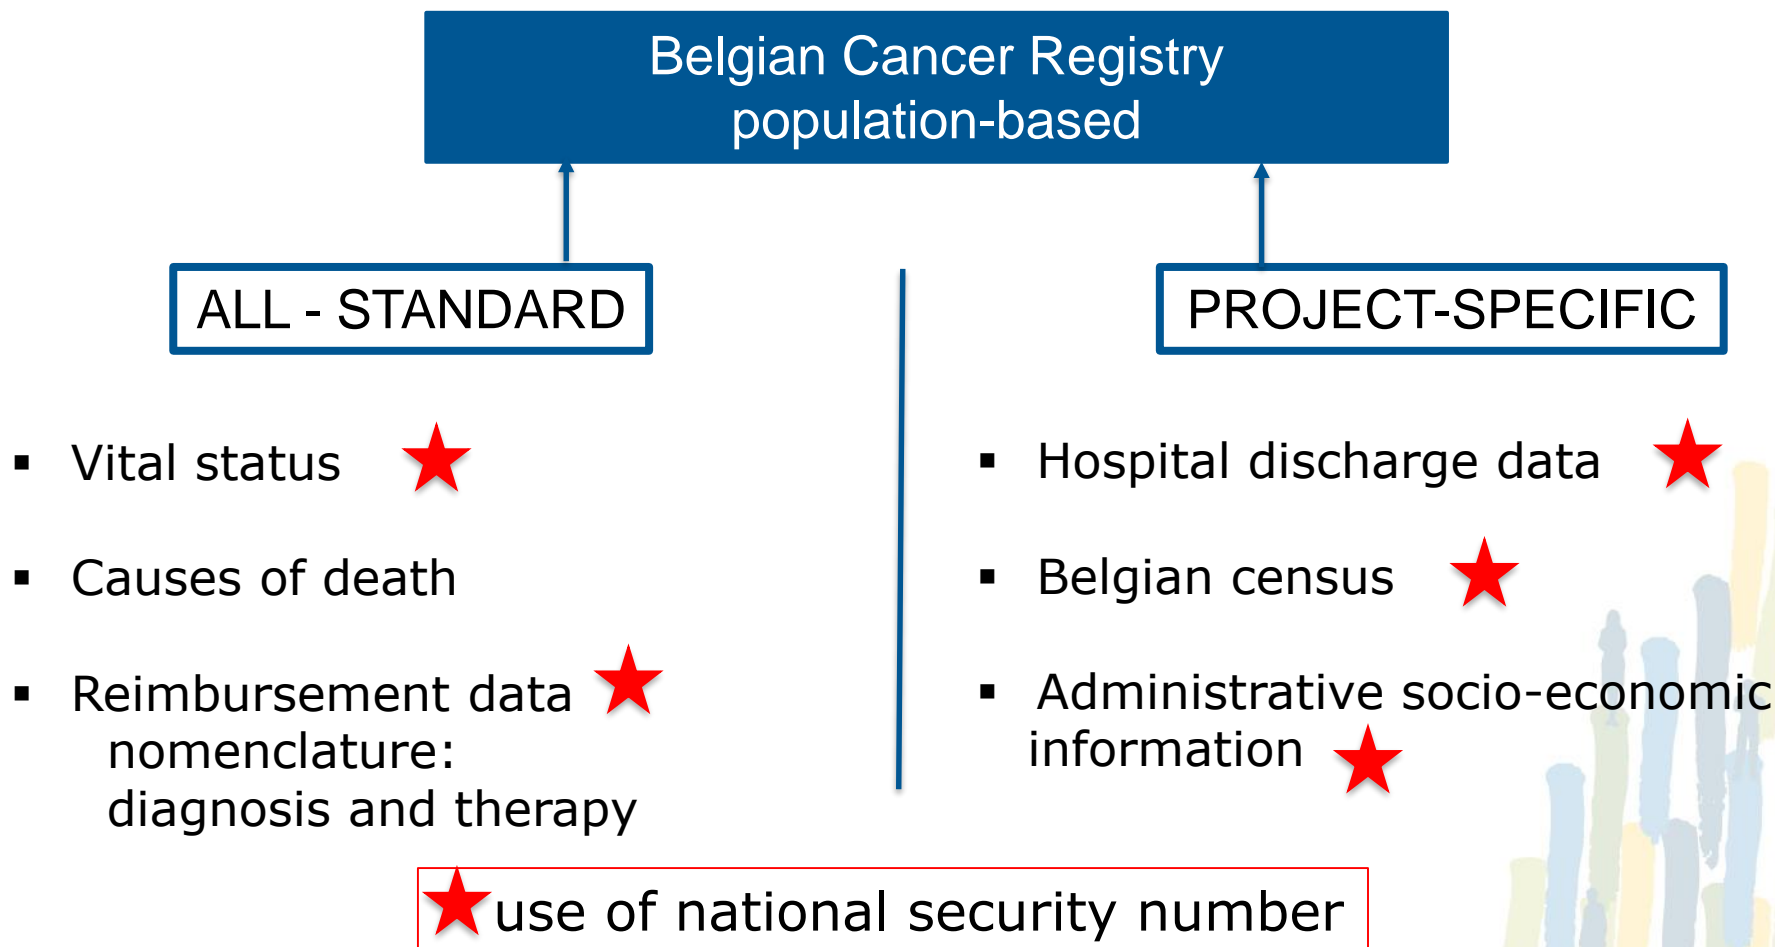 Belgian Cancer Registry
population-based
ALL - STANDARD
▪ Vital status
▪ Causes of death
▪ Reimbursement data
nomenclature:
diagnosis and therapy
PROJECT-SPECIFIC
▪ Hospital discharge data
▪ Belgian census
▪ Administrative socio-economic
information
use of national security number